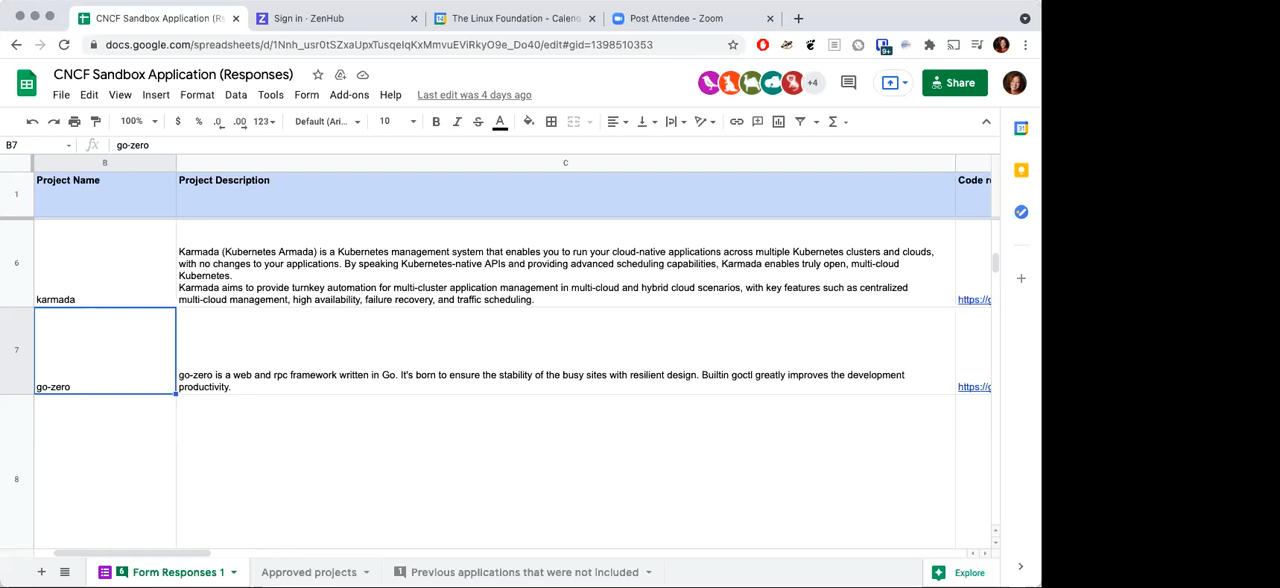 CNCF Sandbox Application (Re
Sign in · ZenHub
The Linux Foundation - Calend
Post Attendee - Zoom
docs.google.com/spreadsheets/d/1Nnh_usr0tSZxaUpxTusqeIqKxMmvuEViRkyO9e_Do40/edit#gid=1398510353
9+
CNCF Sandbox Application (Responses)
+4
Share
File Edit View Insert Format Data Tools Form Add-ons Help Last edit was 4 days ago
100% $ % .0 .00 123 Default (Ari... 10 B I S A
B7 fx go-zero
B C
1 Project Name Project Description Code re
6
Karmada (Kubernetes Armada) is a Kubernetes management system that enables you to run your cloud-native applications across multiple Kubernetes clusters and clouds,
with no changes to your applications. By speaking Kubernetes-native APIs and providing advanced scheduling capabilities, Karmada enables truly open, multi-cloud
Kubernetes.
Karmada aims to provide turnkey automation for multi-cluster application management in multi-cloud and hybrid cloud scenarios, with key features such as centralized
karmada multi-cloud management, high availability, failure recovery, and traffic scheduling. https://g
7
go-zero is a web and rpc framework written in Go. It's born to ensure the stability of the busy sites with resilient design. Builtin goctl greatly improves the development
go-zero productivity. https://g
8
6 Form Responses 1 Approved projects 1 Previous applications that were not included Explore